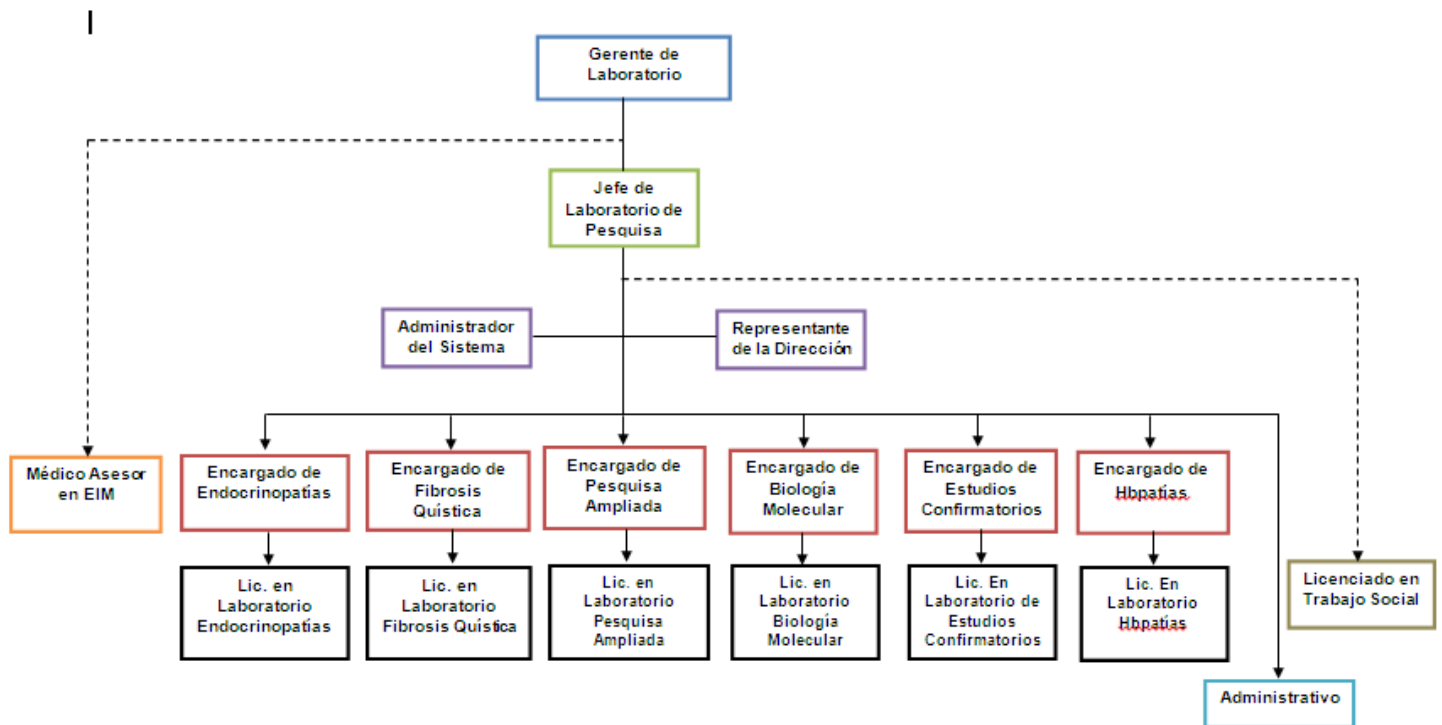 Gerente de
Laboratorio
Jefe de
Laboratorio de
Pesquisa
Administrador
del Sistema
Representante
de la Dirección
Médico Asesor
en EIM
Encargado de
Endocrinopatías
Encargado de
Fibrosis
Quística
Encargado de
Pesquisa
Ampliada
Encargado de
Biología
Molecular
Encargado de
Estudios
Confirmatorios
Encargado de
Hbpatías
Lic. en
Laboratorio
Endocrinopatías
Lic. en
Laboratorio
Fibrosis Quística
Lic. en
Laboratorio
Pesquisa
Ampliada
Lic. en
Laboratorio
Biología
Molecular
Lic. En
Laboratorio de
Estudios
Confirmatorios
Lic. En
Laboratorio
Hbpatías
Licenciado en
Trabajo Social
Administrativo